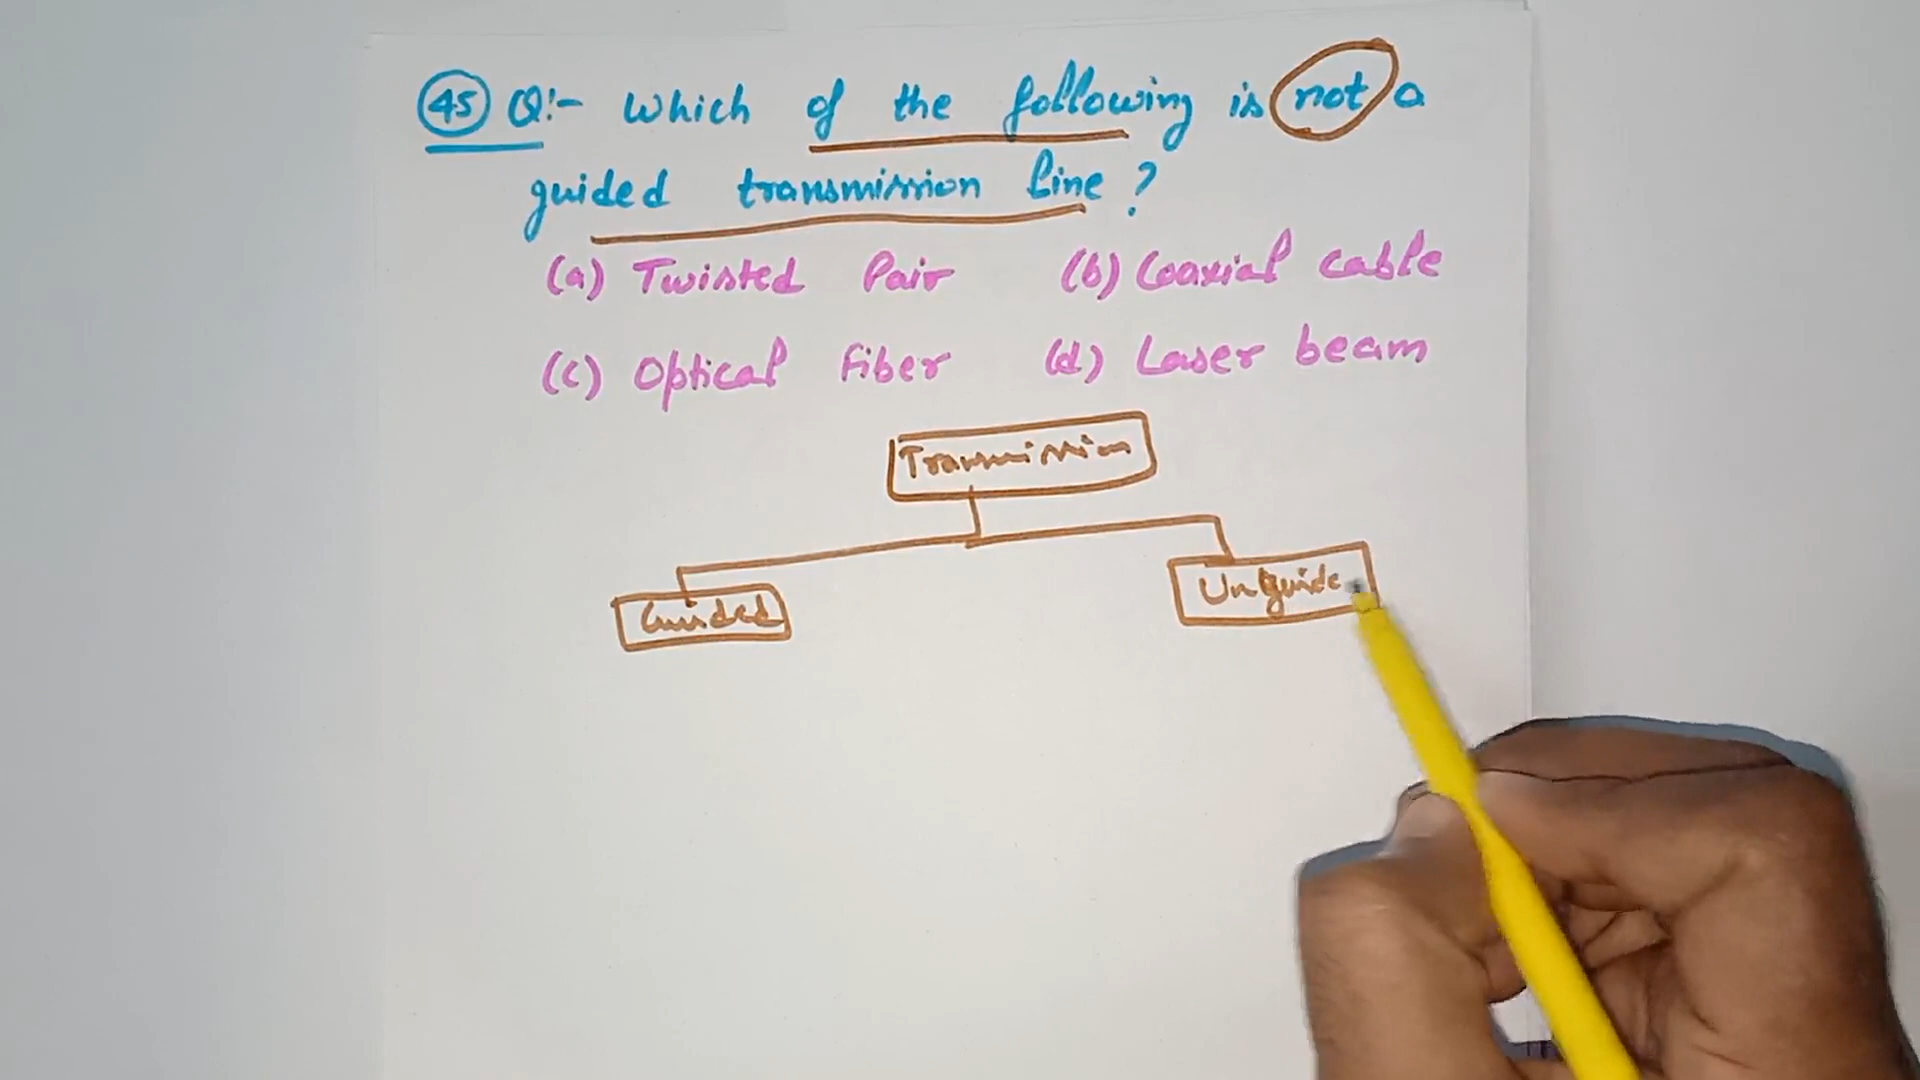 45 Q:- Which of the following is not a
guided transmission line ?
(a) Twisted Pair (b) Coaxial cable
(c) Optical fiber (d) Laser beam
Transmission
Guided Unguide